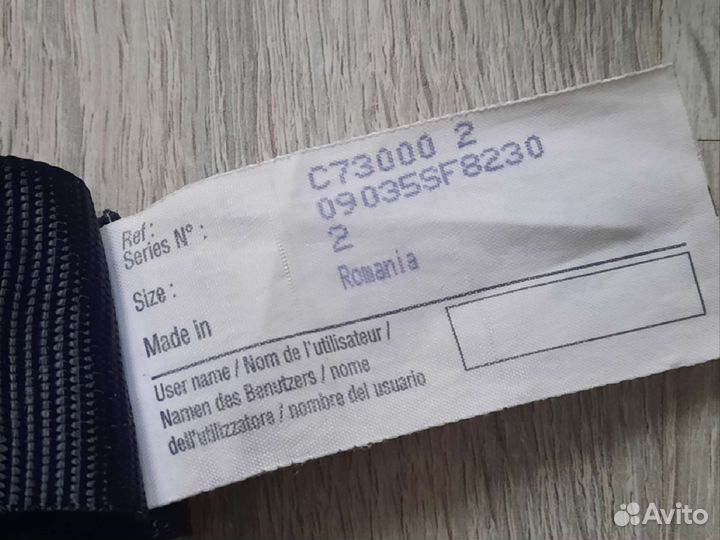 Ref: C73000 2
Series N°: 09035SF8230
Size: 2
Made in Romania
User name / Nom de l'utilisateur /
Namen des Benutzers / nome
dell'utilizzatore / nombre del usuario
Avito